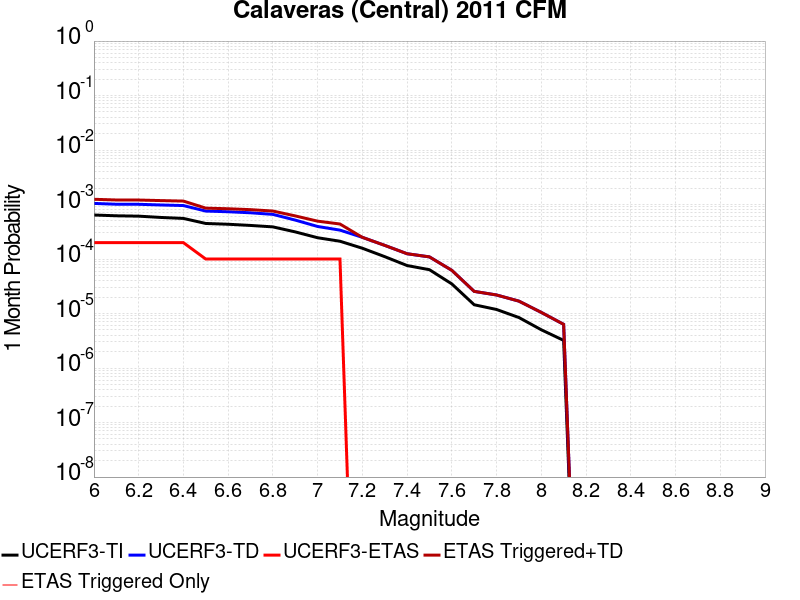 Calaveras (Central) 2011 CFM
1 Month Probability
10^0
10^-1
10^-2
10^-3
10^-4
10^-5
10^-6
10^-7
10^-8
6 6.2 6.4 6.6 6.8 7 7.2 7.4 7.6 7.8 8 8.2 8.4 8.6 8.8 9
Magnitude
UCERF3-TI UCERF3-TD UCERF3-ETAS ETAS Triggered+TD
ETAS Triggered Only